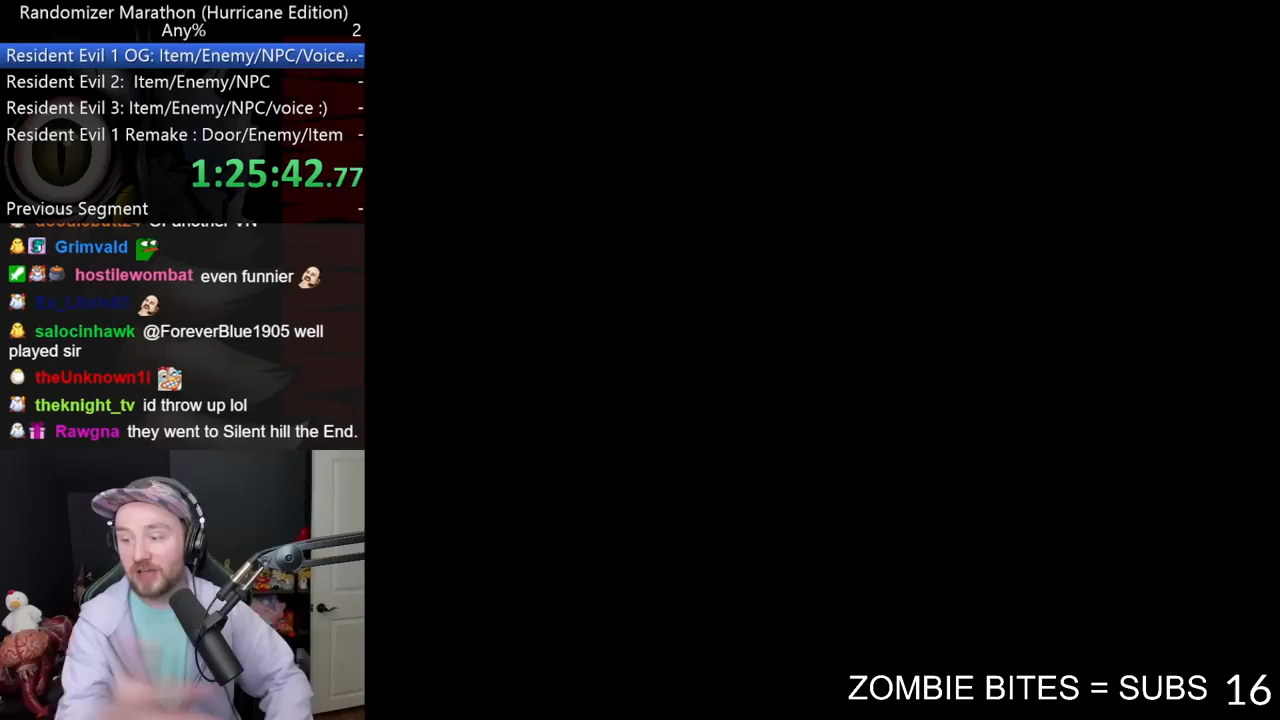 Randomizer Marathon (Hurricane Edition)
Any% 2
Resident Evil 1 OG: Item/Enemy/NPC/Voice... -
Resident Evil 2: Item/Enemy/NPC -
Resident Evil 3: Item/Enemy/NPC/voice :) -
Resident Evil 1 Remake : Door/Enemy/Item -
1:25:42.77
Previous Segment -
Grimvald
hostilewombat even funnier
salocinhawk @ForeverBlue1905 well
played sir
theUnknown1l
theknight_tv id throw up lol
Rawgna they went to Silent hill the End.
ZOMBIE BITES = SUBS 16